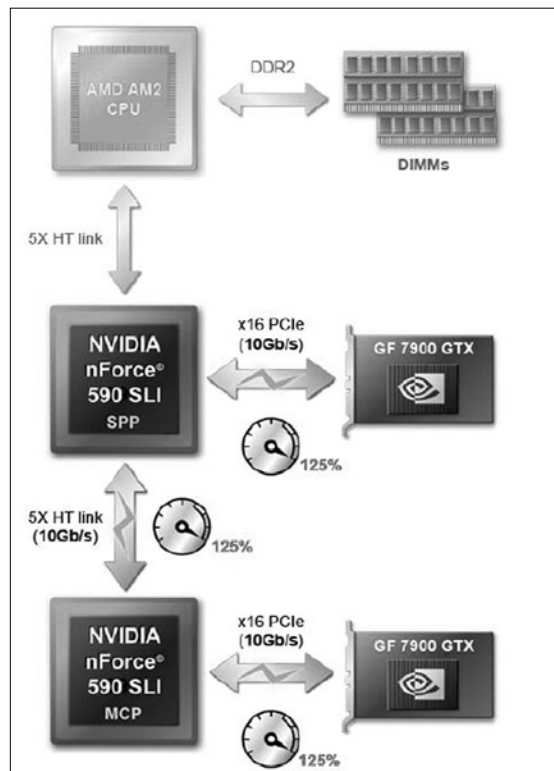 AMD AM2
CPU
DDR2
DIMMs
5X HT link
NVIDIA
nForce®
590 SLI
SPP
x16 PCIe
(10Gb/s)
GF 7900 GTX
125%
5X HT link
(10Gb/s)
125%
NVIDIA
nForce®
590 SLI
MCP
x16 PCIe
(10Gb/s)
GF 7900 GTX
125%